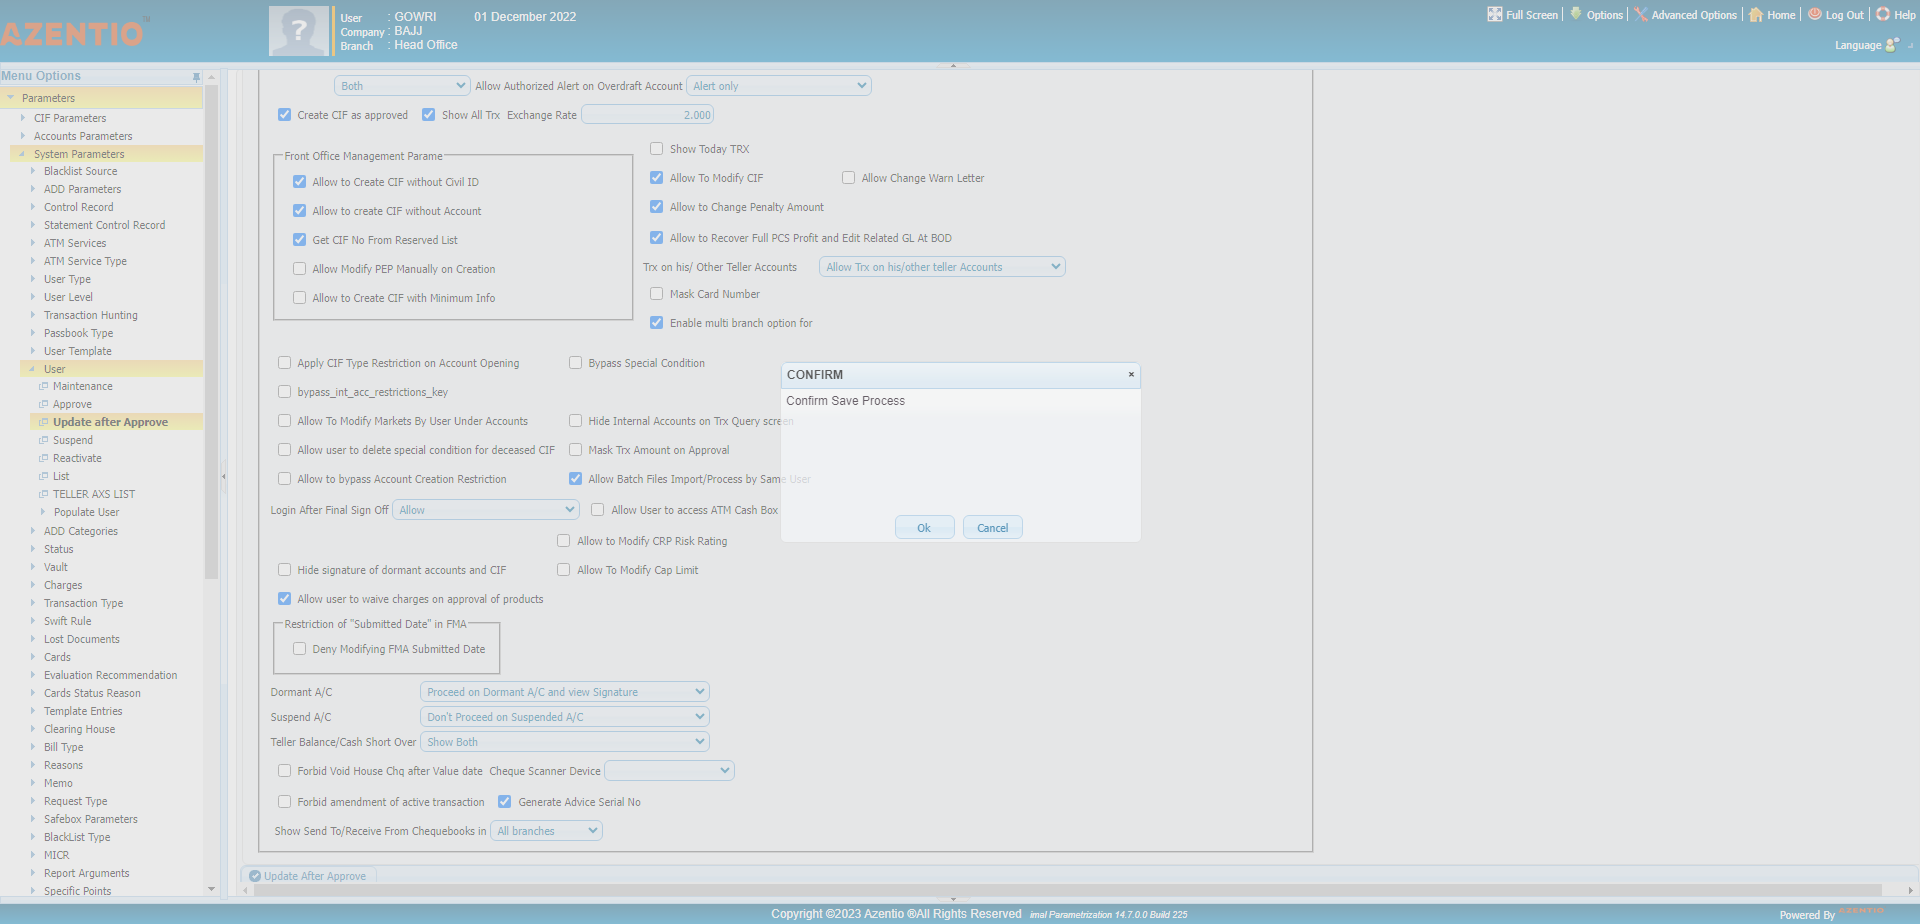 AZENTIO
TM
User : GOWRI 01 December 2022
Company : BAJJ
Branch : Head Office
Full Screen Options Advanced Options Home Log Out Help
Language
Menu Options
Parameters
CIF Parameters
Accounts Parameters
System Parameters
Blacklist Source
ADD Parameters
Control Record
Statement Control Record
ATM Services
ATM Service Type
User Type
User Level
Transaction Hunting
Passbook Type
User Template
User
Maintenance
Approve
Update after Approve
Suspend
Reactivate
List
TELLER AXS LIST
Populate User
ADD Categories
Status
Vault
Charges
Transaction Type
Swift Rule
Lost Documents
Cards
Evaluation Recommendation
Cards Status Reason
Template Entries
Clearing House
Bill Type
Reasons
Memo
Request Type
Safebox Parameters
BlackList Type
MICR
Report Arguments
Specific Points
Both Allow Authorized Alert on Overdraft Account Alert only
Create CIF as approved Show All Trx Exchange Rate 2.000
Front Office Management Parame
Allow to Create CIF without Civil ID
Allow to create CIF without Account
Get CIF No From Reserved List
Allow Modify PEP Manually on Creation
Allow to Create CIF with Minimum Info
Show Today TRX
Allow To Modify CIF Allow Change Warn Letter
Allow to Change Penalty Amount
Allow to Recover Full PCS Profit and Edit Related GL At BOD
Trx on his/ Other Teller Accounts Allow Trx on his/other teller Accounts
Mask Card Number
Enable multi branch option for
Apply CIF Type Restriction on Account Opening Bypass Special Condition
bypass_int_acc_restrictions_key
Allow To Modify Markets By User Under Accounts Hide Internal Accounts on Trx Query screen
Allow user to delete special condition for deceased CIF Mask Trx Amount on Approval
Allow to bypass Account Creation Restriction Allow Batch Files Import/Process by Same User
Login After Final Sign Off Allow Allow User to access ATM Cash Box
Allow to Modify CRP Risk Rating
Hide signature of dormant accounts and CIF Allow To Modify Cap Limit
Allow user to waive charges on approval of products
Restriction of "Submitted Date" in FMA
Deny Modifying FMA Submitted Date
Dormant A/C Proceed on Dormant A/C and view Signature
Suspend A/C Don't Proceed on Suspended A/C
Teller Balance/Cash Short Over Show Both
Forbid Void House Chq after Value date Cheque Scanner Device
Forbid amendment of active transaction Generate Advice Serial No
Show Send To/Receive From Chequebooks in All branches
CONFIRM
Confirm Save Process
Ok Cancel
Update After Approve
Copyright ©2023 Azentio ®All Rights Reserved imal Parametrization 14.7.0.0 Build 225
Powered By AZENTIO